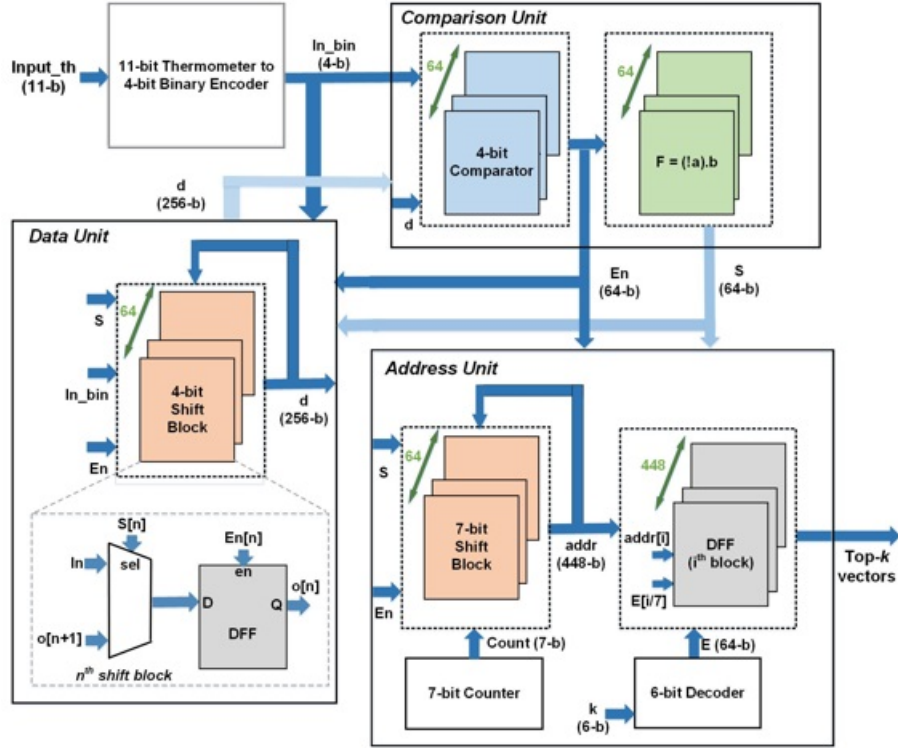 Comparison Unit
In_bin
(4-b)
Input_th
(11-b)
11-bit Thermometer to
4-bit Binary Encoder
64
64
4-bit
Comparator
F = (!a).b
d
(256-b)
d
Data Unit
En
(64-b)
S
(64-b)
64
S
In_bin
En
4-bit
Shift
Block
d
(256-b)
Address Unit
S
64
En
7-bit
Shift
Block
addr
(448-b)
448
addr[i]
E[i/7]
DFF
(ith block)
Top-k
vectors
S[n]
In
sel
o[n+1]
En[n]
en
D
Q
DFF
o[n]
nth shift block
Count (7-b)
7-bit Counter
E (64-b)
6-bit Decoder
k
(6-b)